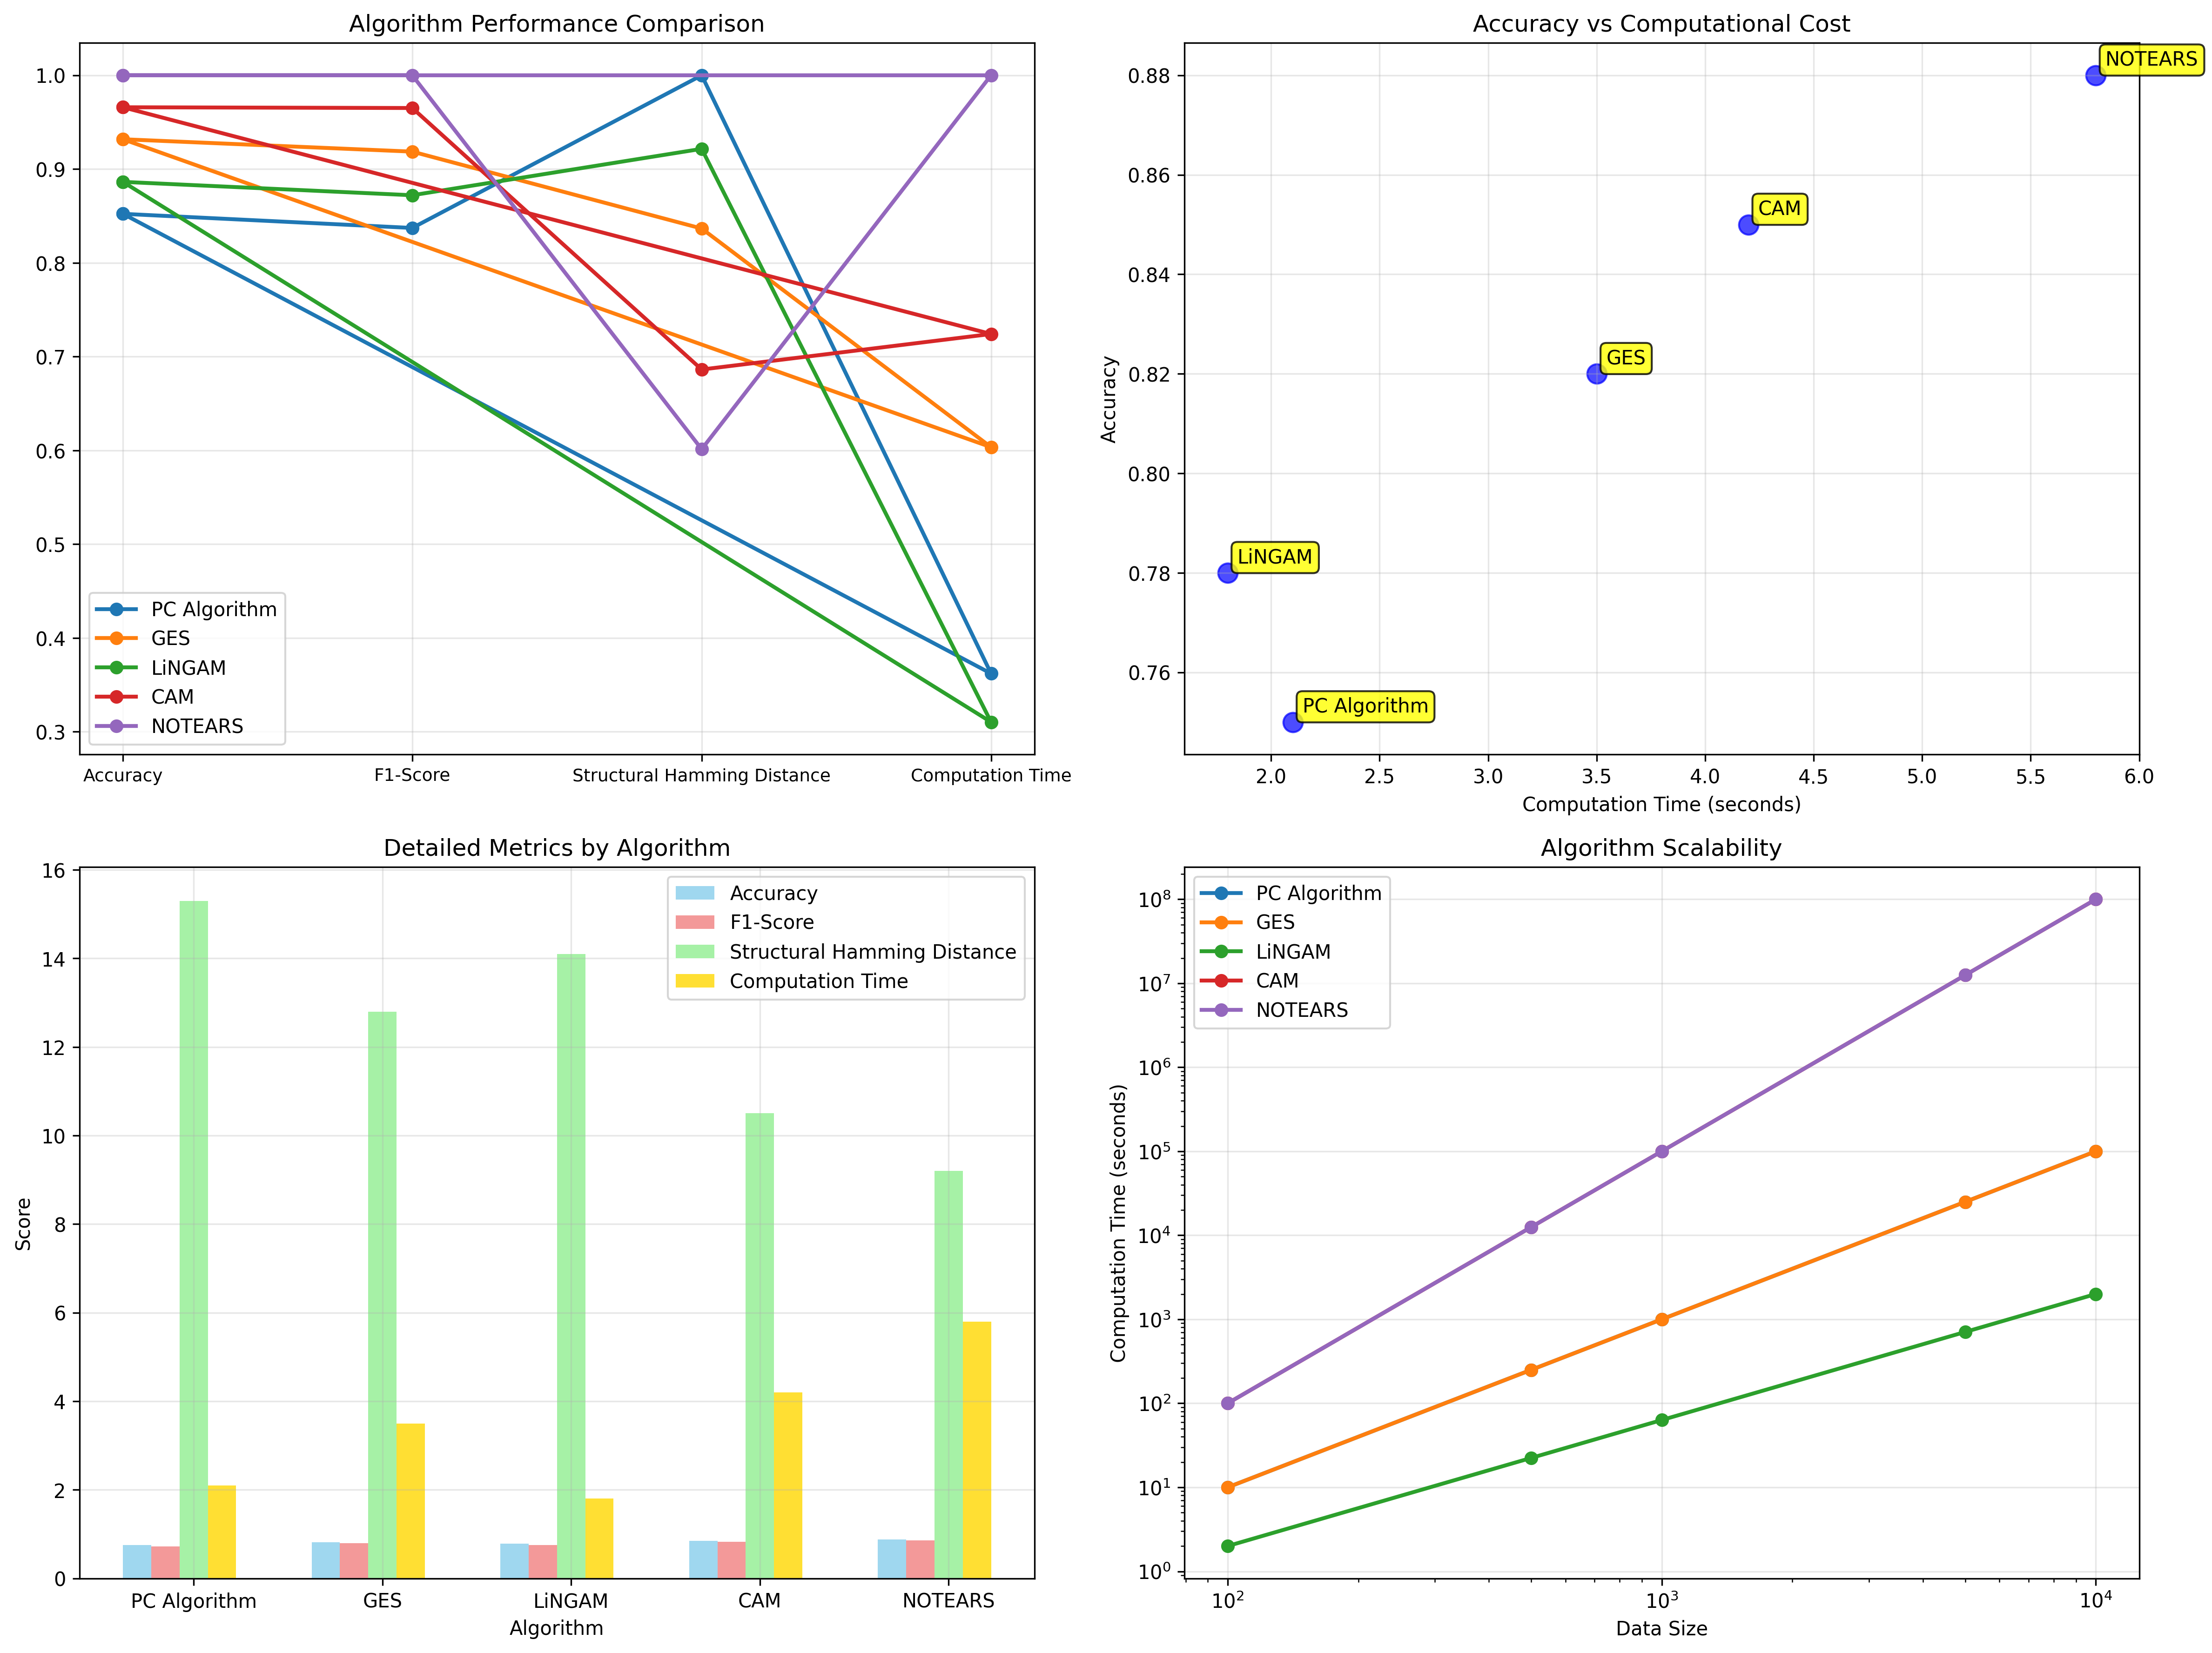 Algorithm Performance Comparison
1.0
0.9
0.8
0.7
0.6
0.5
0.4
0.3
PC Algorithm
GES
LiNGAM
CAM
NOTEARS
Accuracy F1-Score Structural Hamming Distance Computation Time
Accuracy vs Computational Cost
Accuracy
0.88
0.86
0.84
0.82
0.80
0.78
0.76
NOTEARS
CAM
GES
LiNGAM
PC Algorithm
2.0 2.5 3.0 3.5 4.0 4.5 5.0 5.5 6.0
Computation Time (seconds)
Detailed Metrics by Algorithm
Score
16
14
12
10
8
6
4
2
0
Accuracy
F1-Score
Structural Hamming Distance
Computation Time
PC Algorithm GES LiNGAM CAM NOTEARS
Algorithm
Algorithm Scalability
Computation Time (seconds)
10⁸
10⁷
10⁶
10⁵
10⁴
10³
10²
10¹
10⁰
PC Algorithm
GES
LiNGAM
CAM
NOTEARS
10² 10³ 10⁴
Data Size